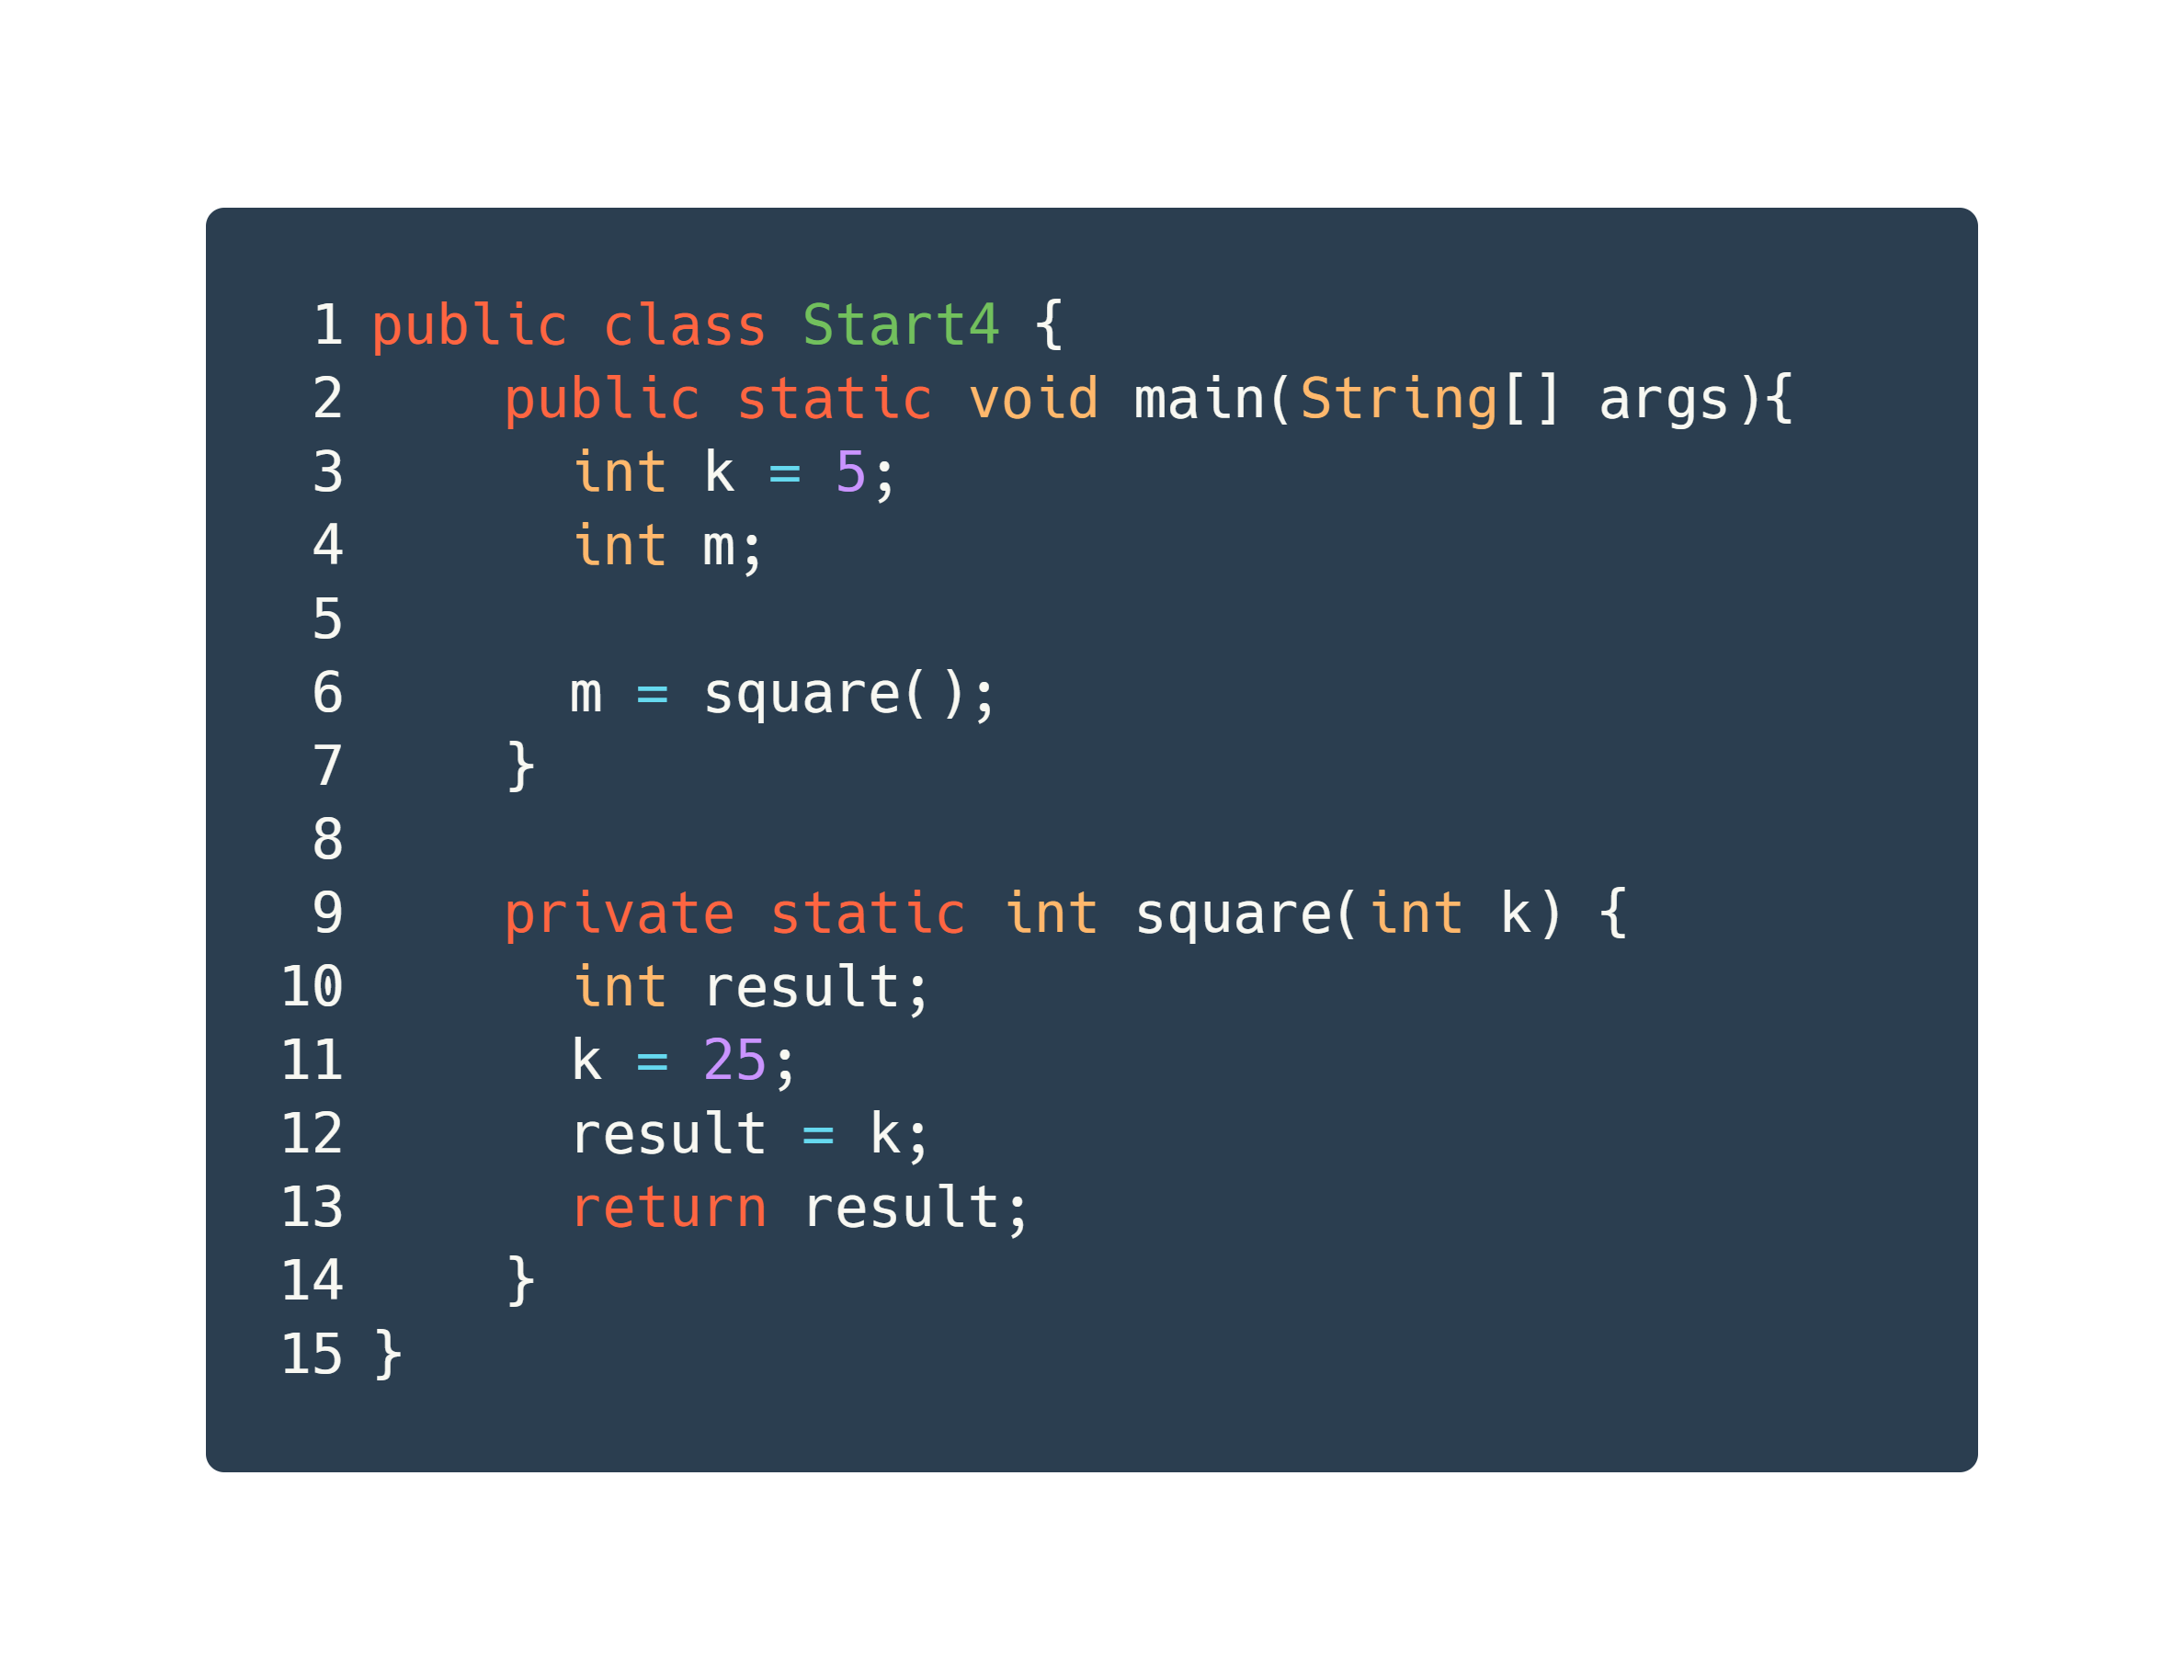 1 public class Start4 {
2     public static void main(String[] args){
3       int k = 5;
4       int m;
5
6       m = square();
7     }
8
9     private static int square(int k) {
10       int result;
11       k = 25;
12       result = k;
13       return result;
14     }
15 }